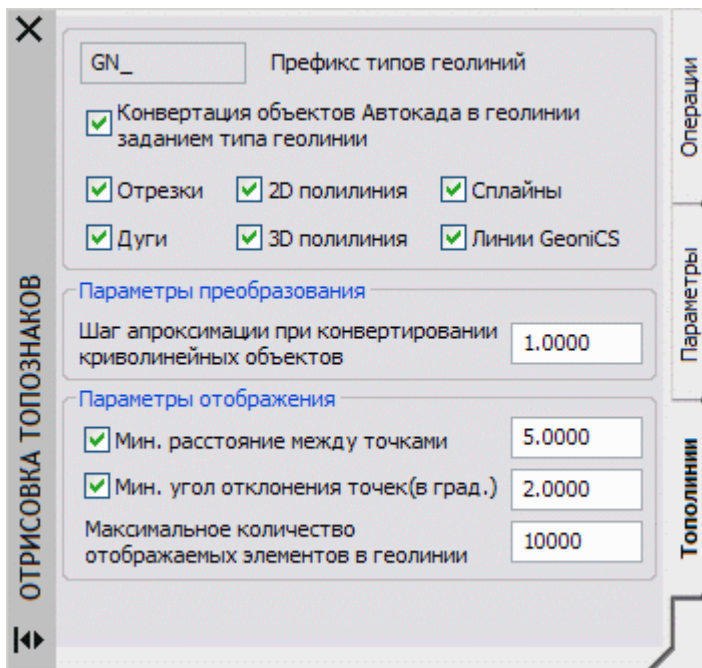 GN_ Префикс типов геолиний
Конвертация объектов Автокада в геолинии
заданием типа геолинии
Отрезки 2D полилиния Сплайны
Дуги 3D полилиния Линии GeoniCS
Параметры преобразования
Шаг апроксимации при конвертировании
криволинейных объектов
1.0000
Параметры отображения
Мин. расстояние между точками 5.0000
Мин. угол отклонения точек(в град.) 2.0000
Максимальное количество
отображаемых элементов в геолинии
10000
ОТРИСОВКА ТОПОЗНАКОВ
Операции
Параметры
Тополинии